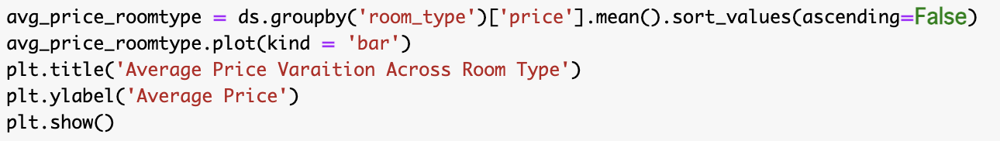 avg_price_roomtype = ds.groupby('room_type')['price'].mean().sort_values(ascending=False)
avg_price_roomtype.plot(kind = 'bar')
plt.title('Average Price Varaition Across Room Type')
plt.ylabel('Average Price')
plt.show()